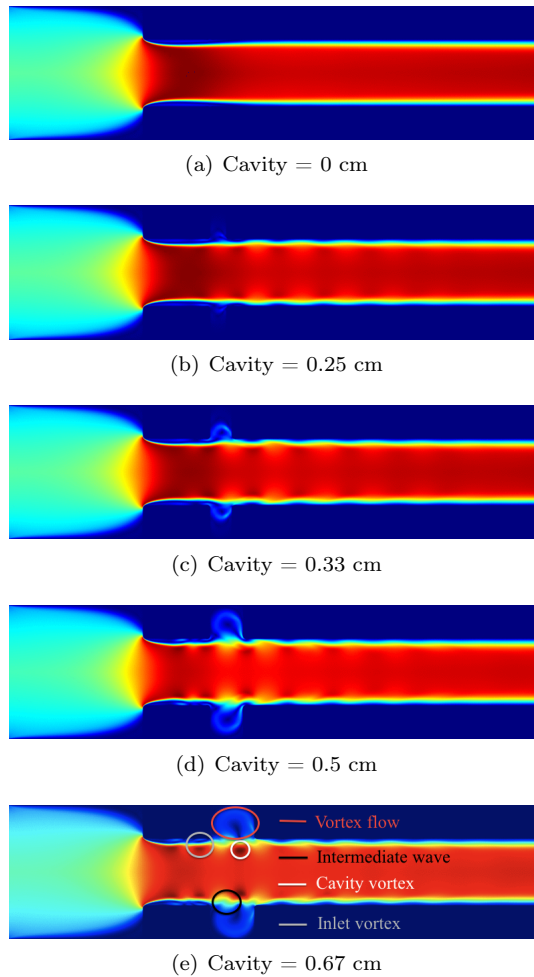 (a) Cavity = 0 cm
(b) Cavity = 0.25 cm
(c) Cavity = 0.33 cm
(d) Cavity = 0.5 cm
Vortex flow
Intermediate wave
Cavity vortex
Inlet vortex
(e) Cavity = 0.67 cm